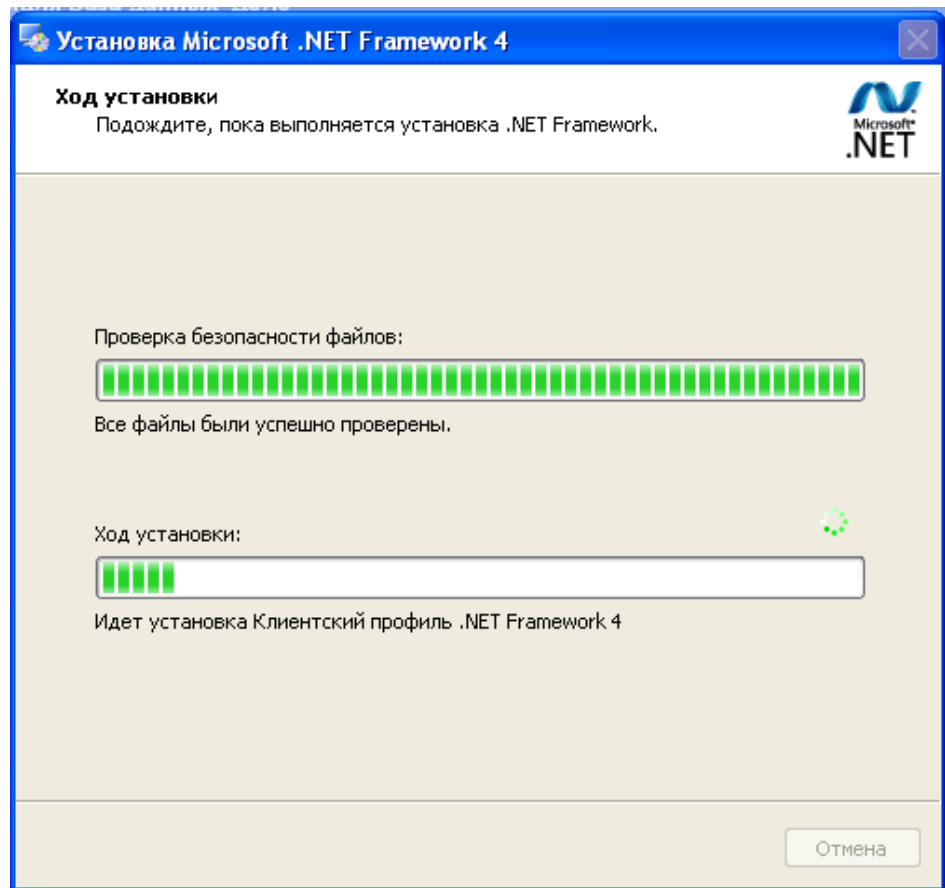 Установка Microsoft .NET Framework 4
Ход установки
Подождите, пока выполняется установка .NET Framework.
Microsoft®
.NET
Проверка безопасности файлов:
Все файлы были успешно проверены.
Ход установки:
Идет установка Клиентский профиль .NET Framework 4
Отмена